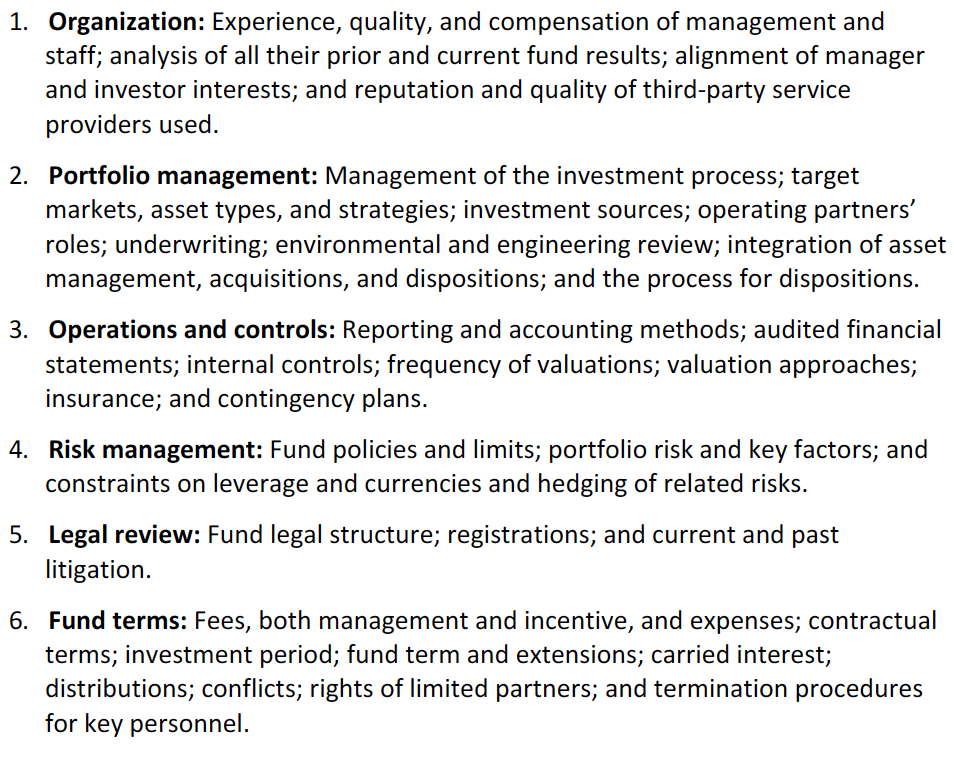 1. Organization: Experience, quality, and compensation of management and
staff; analysis of all their prior and current fund results; alignment of manager
and investor interests; and reputation and quality of third-party service
providers used.
2. Portfolio management: Management of the investment process; target
markets, asset types, and strategies; investment sources; operating partners’
roles; underwriting; environmental and engineering review; integration of asset
management, acquisitions, and dispositions; and the process for dispositions.
3. Operations and controls: Reporting and accounting methods; audited financial
statements; internal controls; frequency of valuations; valuation approaches;
insurance; and contingency plans.
4. Risk management: Fund policies and limits; portfolio risk and key factors; and
constraints on leverage and currencies and hedging of related risks.
5. Legal review: Fund legal structure; registrations; and current and past
litigation.
6. Fund terms: Fees, both management and incentive, and expenses; contractual
terms; investment period; fund term and extensions; carried interest;
distributions; conflicts; rights of limited partners; and termination procedures
for key personnel.